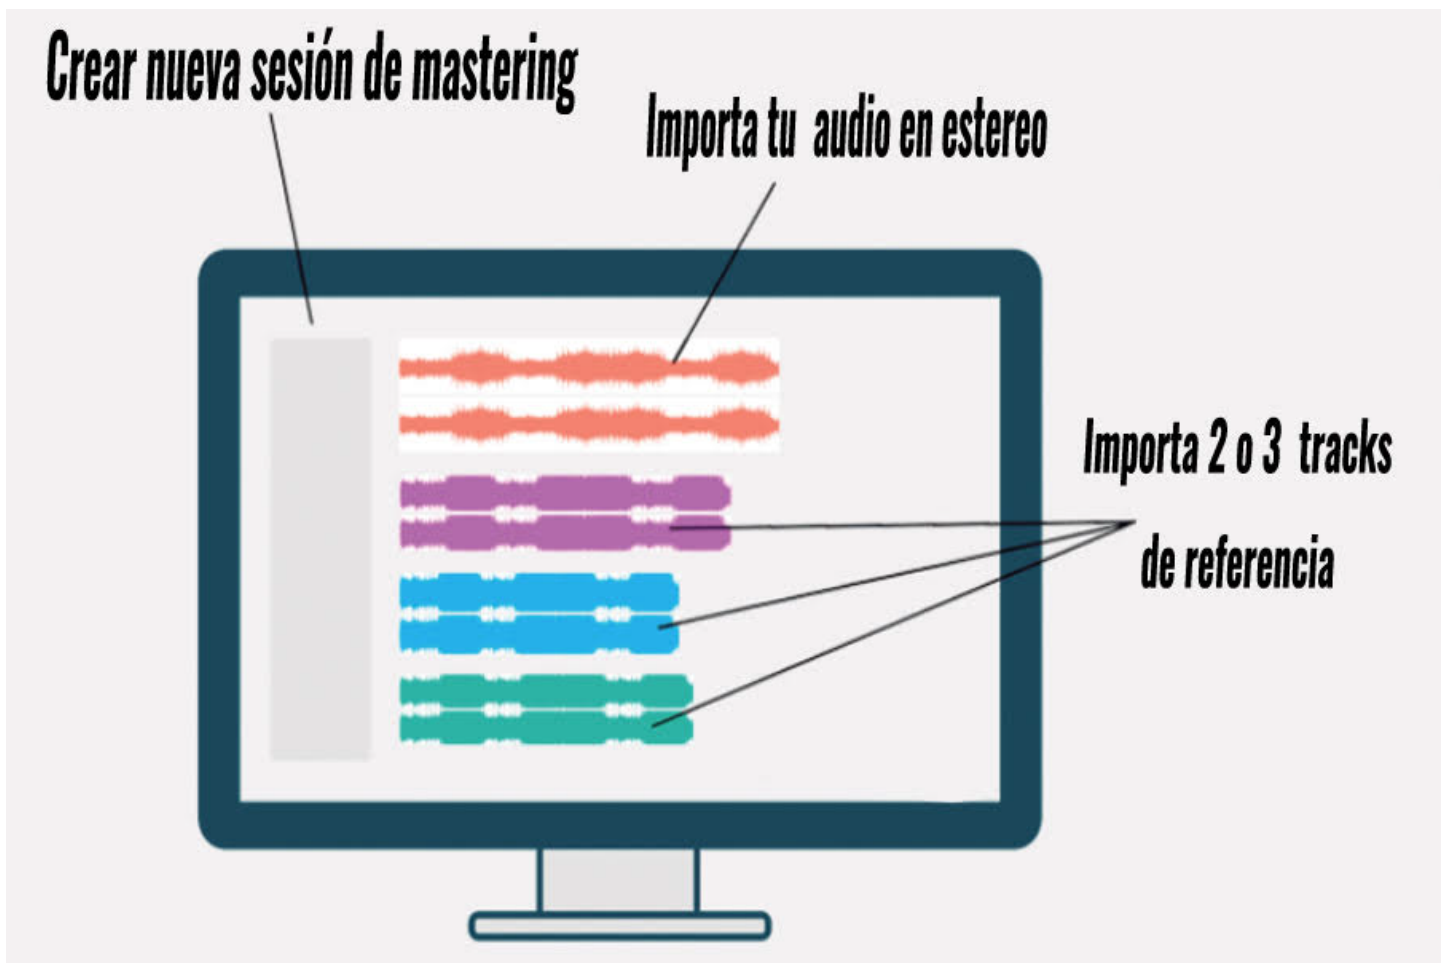 Crear nueva sesión de mastering
Importa tu audio en estereo
Importa 2 o 3 tracks
de referencia